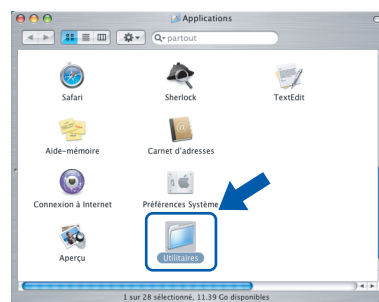 Applications
partout
Safari
Sherlock
TextEdit
Aide-mémoire
Carnet d'adresses
Connexion à Internet
Préférences Système
Aperçu
Utilitaires
1 sur 28 sélectionné, 11.39 Go disponibles